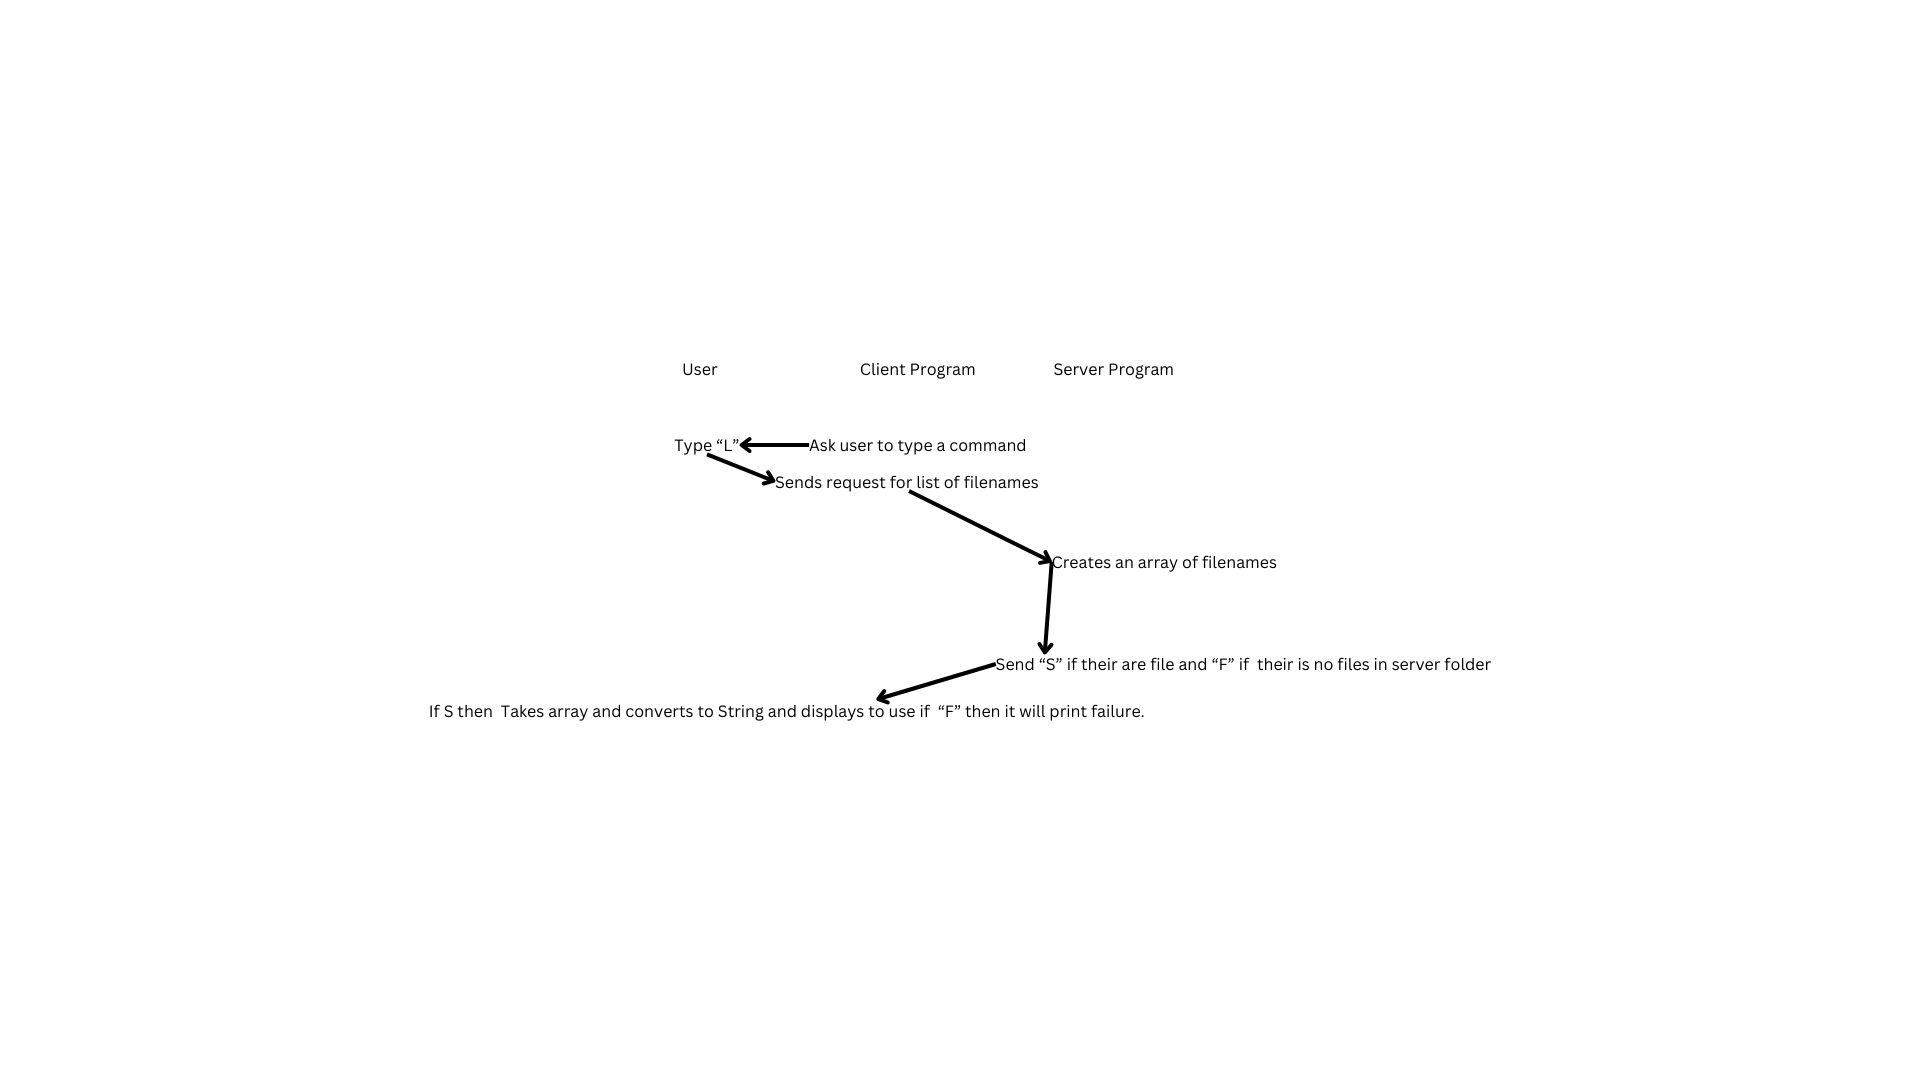 User
Client Program
Server Program
Type “L”
Ask user to type a command
Sends request for list of filenames
Creates an array of filenames
Send “S” if their are file and “F” if  their is no files in server folder
If S then  Takes array and converts to String and displays to use if  “F” then it will print failure.